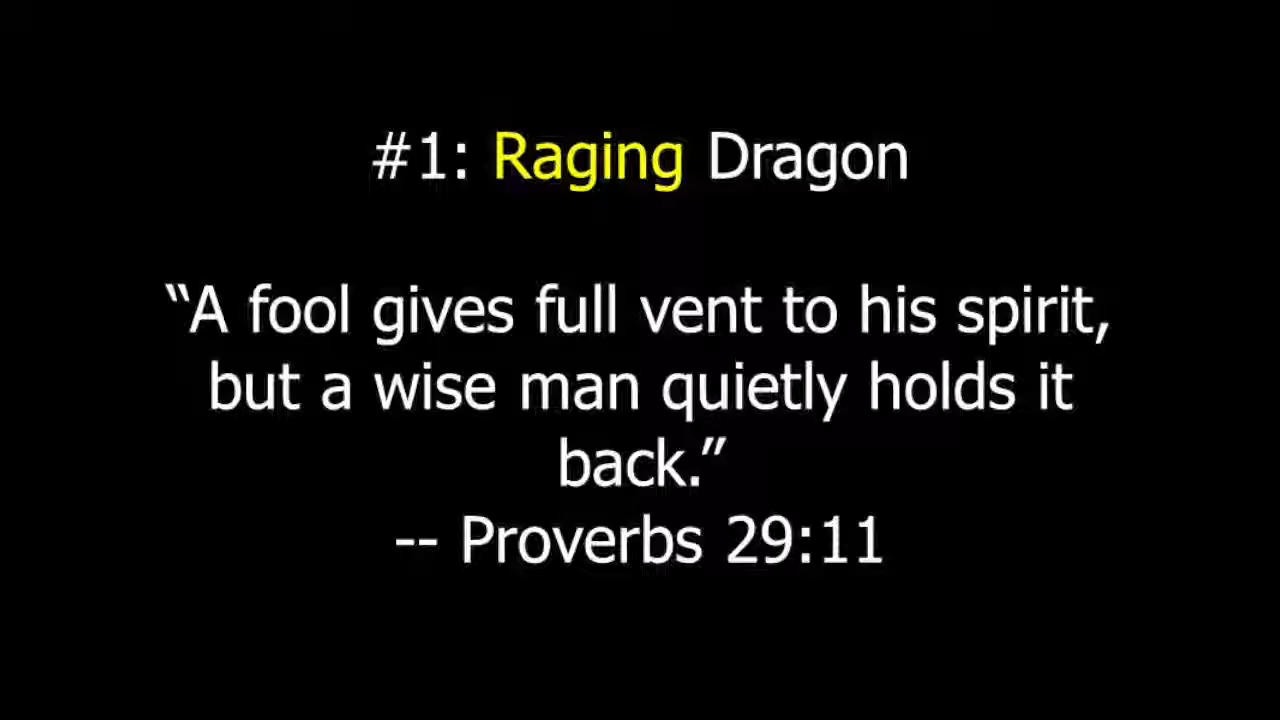 #1: Raging Dragon
“A fool gives full vent to his spirit,
but a wise man quietly holds it
back.”
-- Proverbs 29:11